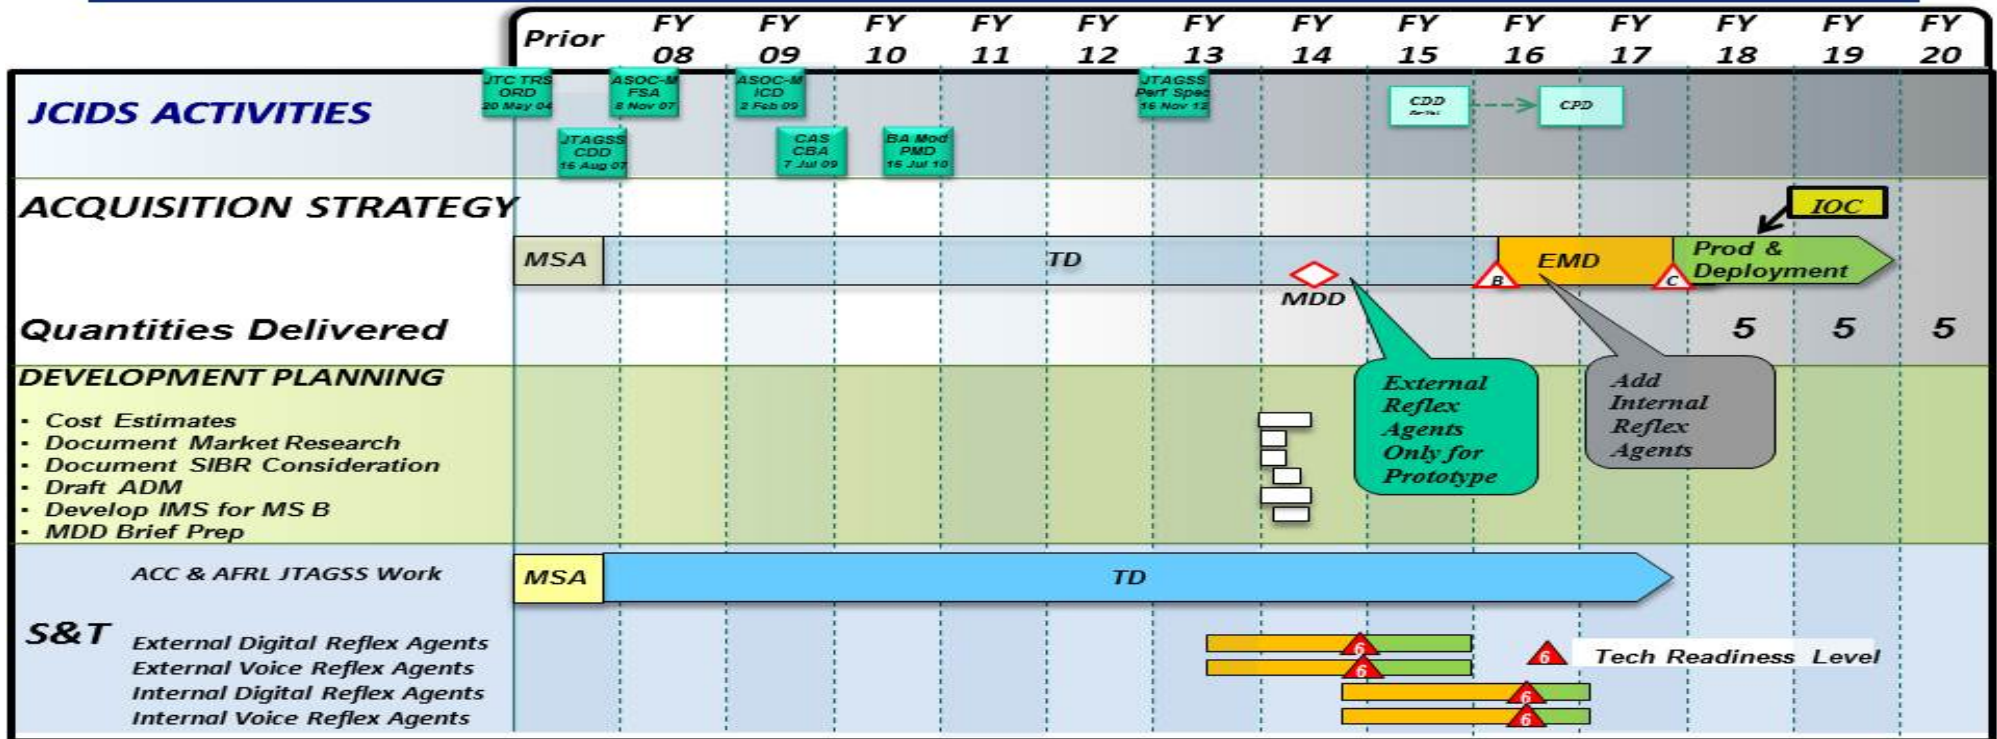 Prior FY 08 FY 09 FY 10 FY 11 FY 12 FY 13 FY 14 FY 15 FY 16 FY 17 FY 18 FY 19 FY 20
JCIDS ACTIVITIES
JTC TRS
ORD
20 May 04
ASOC-M
FSA
8 Nov 07
ASOC-M
ICD
2 Feb 09
JTAGSS
Perf Spec
16 Nov 12
CDD
CPD
JTAGSS
CDD
16 Aug 07
CAS
CBA
7 Jul 09
BA Mod
PMD
15 Jul 10
ACQUISITION STRATEGY
IOC
MSA
TD
EMD
Prod &
Deployment
B
C
MDD
Quantities Delivered
5 5 5
DEVELOPMENT PLANNING
• Cost Estimates
• Document Market Research
• Document SIBR Consideration
• Draft ADM
• Develop IMS for MS B
• MDD Brief Prep
External
Reflex
Agents
Only for
Prototype
Add
Internal
Reflex
Agents
ACC & AFRL JTAGSS Work
MSA
TD
S&T
External Digital Reflex Agents
6
External Voice Reflex Agents
6
Internal Digital Reflex Agents
6
Internal Voice Reflex Agents
6
6 Tech Readiness Level